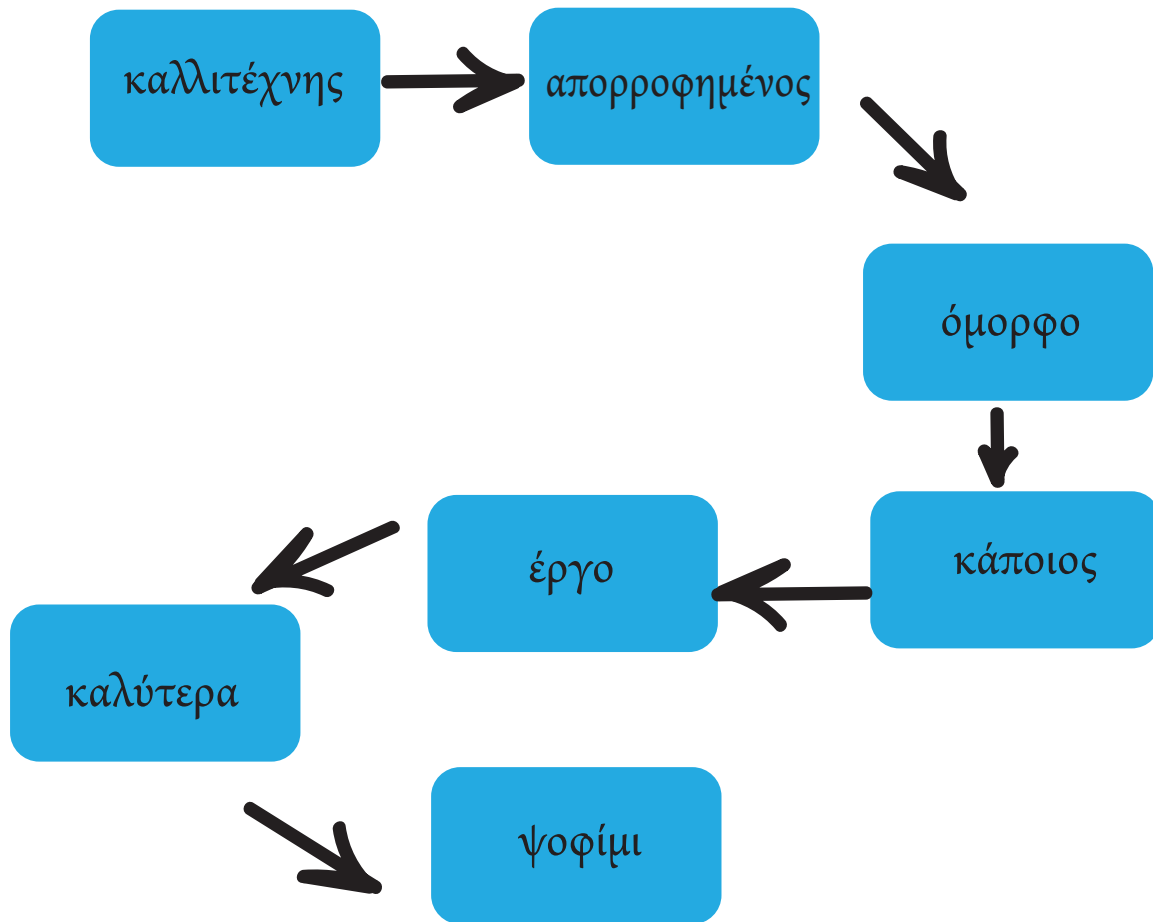 καλλιτέχνης
απορροφημένος
όμορφο
κάποιος
έργο
καλύτερα
ψοφίμι